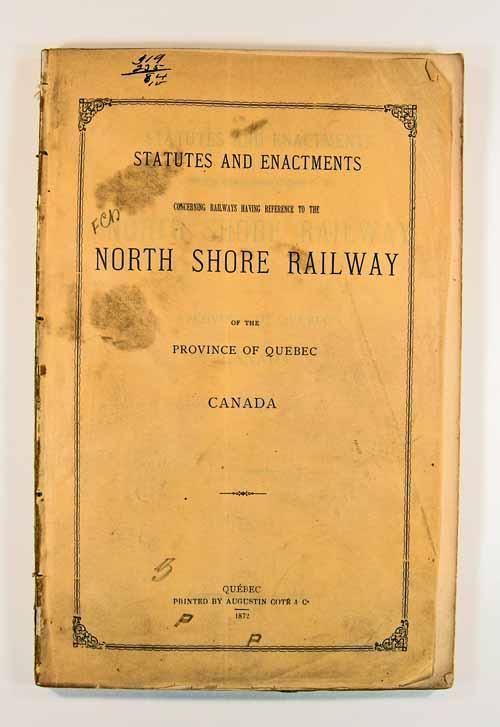 STATUTES AND ENACTMENTS
CONCERNING RAILWAYS HAVING REFERENCE TO THE
NORTH SHORE RAILWAY
OF THE
PROVINCE OF QUEBEC
CANADA
QUÉBEC
PRINTED BY AUGUSTIN COTÉ & Co
1872
P
P